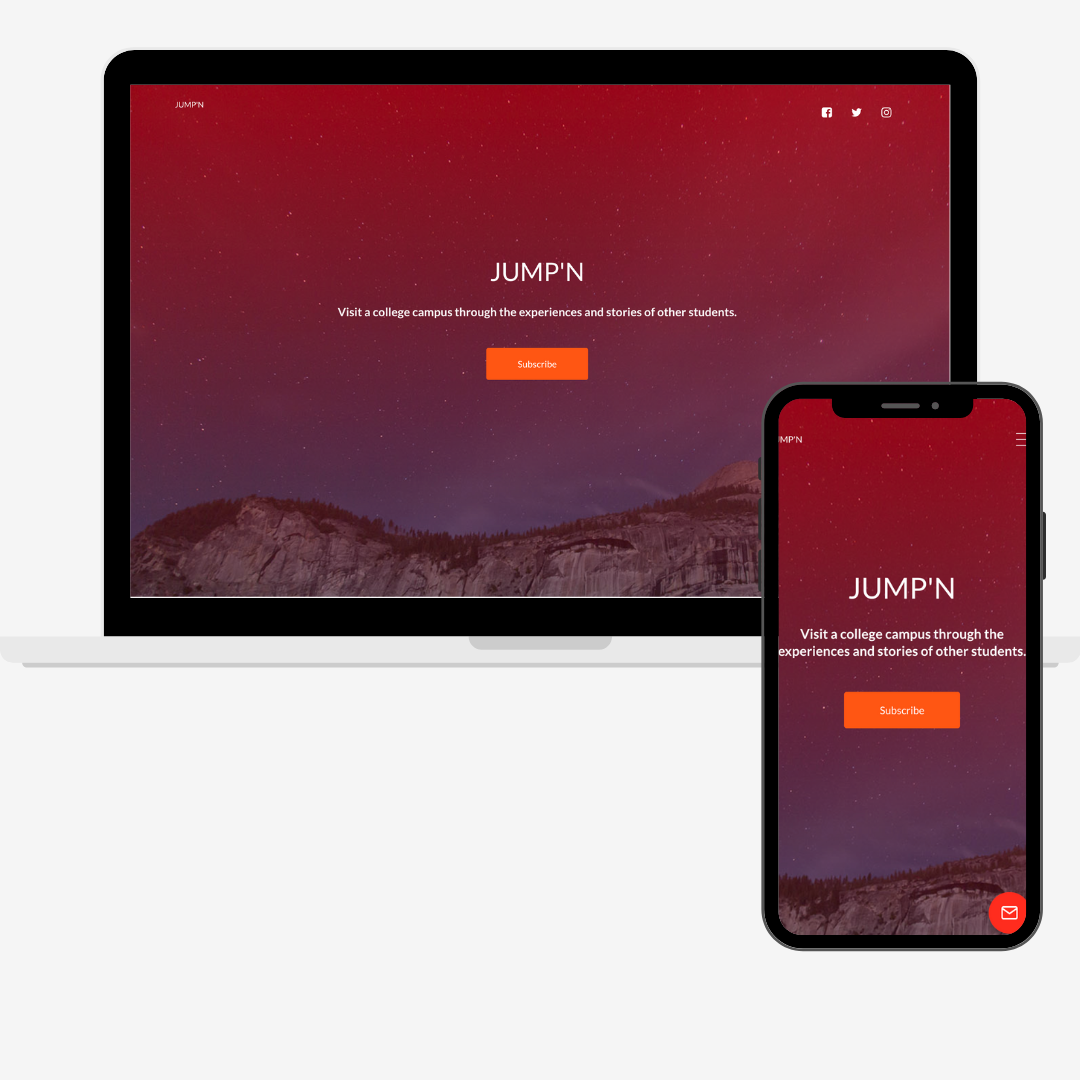 JUMP'N
JUMP'N
Visit a college campus through the experiences and stories of other students.
Subscribe
MP'N
JUMP'N
Visit a college campus through the
experiences and stories of other students.
Subscribe